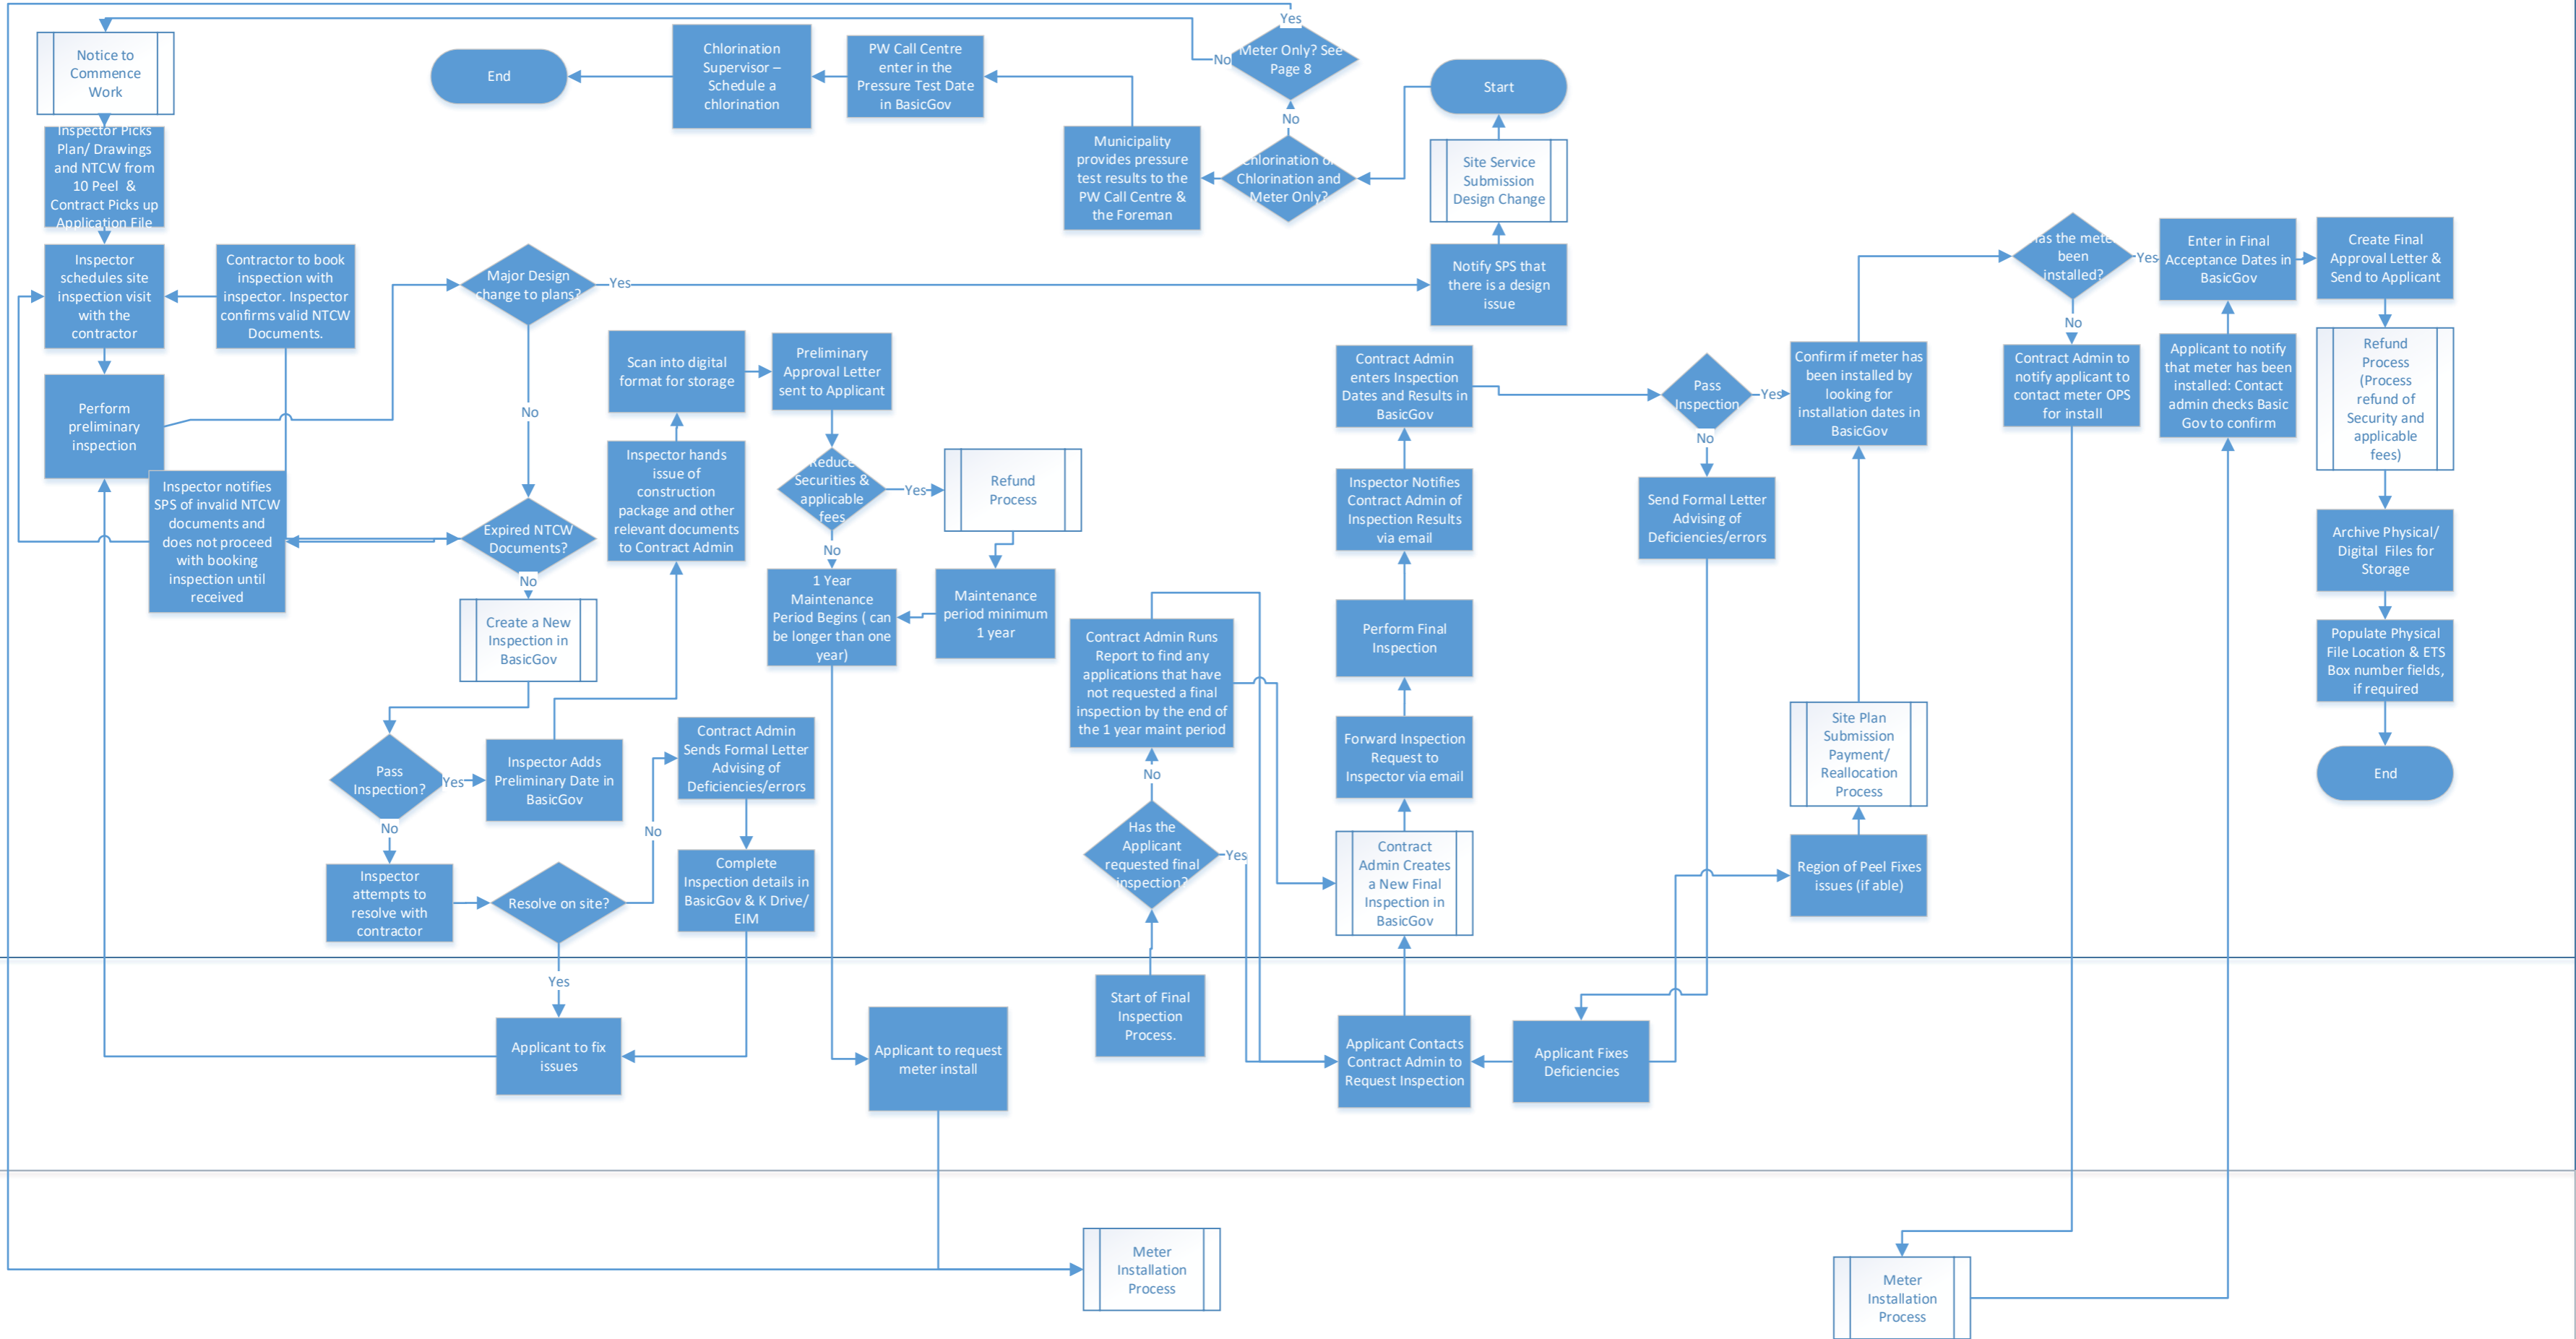 Yes
Meter Only? See
Page 8
No
No
Notice to
Commence
Work
End
Chlorination
Supervisor –
Schedule a
chlorination
PW Call Centre
enter in the
Pressure Test Date
in BasicGov
Start
Municipality
provides pressure
test results to the
PW Call Centre &
the Foreman
Chlorination or
Chlorination and
Meter Only?
Site Service
Submission
Design Change
Inspector Picks
Plan/ Drawings
and NTCW from
10 Peel &
Contract Picks up
Application File
Inspector
schedules site
inspection visit
with the
contractor
Contractor to book
inspection with
inspector. Inspector
confirms valid NTCW
Documents.
Major Design
change to plans?
Yes
Notify SPS that
there is a design
issue
Has the meter
been
installed?
Yes
No
Enter in Final
Acceptance Dates in
BasicGov
Create Final
Approval Letter &
Send to Applicant
Perform
preliminary
inspection
No
Scan into digital
format for storage
Preliminary
Approval Letter
sent to Applicant
Contract Admin
enters Inspection
Dates and Results in
BasicGov
Pass
Inspection
Yes
No
Confirm if meter has
been installed by
looking for
installation dates in
BasicGov
Contract Admin to
notify applicant to
contact meter OPS
for install
Applicant to notify
that meter has been
installed: Contact
admin checks Basic
Gov to confirm
Refund
Process
(Process
refund of
Security and
applicable
fees)
Inspector notifies
SPS of invalid NTCW
documents and
does not proceed
with booking
inspection until
received
Expired NTCW
Documents?
No
Inspector hands
issue of
construction
package and other
relevant documents
to Contract Admin
Reduce
Securities &
applicable
fees
Yes
No
Refund
Process
Inspector Notifies
Contract Admin of
Inspection Results
via email
Send Formal Letter
Advising of
Deficiencies/errors
Archive Physical/
Digital Files for
Storage
Create a New
Inspection in
BasicGov
1 Year
Maintenance
Period Begins ( can
be longer than one
year)
Maintenance
period minimum
1 year
Contract Admin Runs
Report to find any
applications that have
not requested a final
inspection by the end of
the 1 year maint period
Perform Final
Inspection
Populate Physical
File Location & ETS
Box number fields,
if required
Pass
Inspection?
Yes
No
Inspector Adds
Preliminary Date in
BasicGov
Contract Admin
Sends Formal Letter
Advising of
Deficiencies/errors
No
No
Forward Inspection
Request to
Inspector via email
Site Plan
Submission
Payment/
Reallocation
Process
End
Inspector
attempts to
resolve with
contractor
Resolve on site?
Yes
Complete
Inspection details in
BasicGov & K Drive/
EIM
Has the
Applicant
requested final
inspection?
Yes
Contract
Admin Creates
a New Final
Inspection in
BasicGov
Region of Peel Fixes
issues (if able)
Applicant to fix
issues
Applicant to request
meter install
Start of Final
Inspection
Process.
Applicant Contacts
Contract Admin to
Request Inspection
Applicant Fixes
Deficiencies
Meter
Installation
Process
Meter
Installation
Process